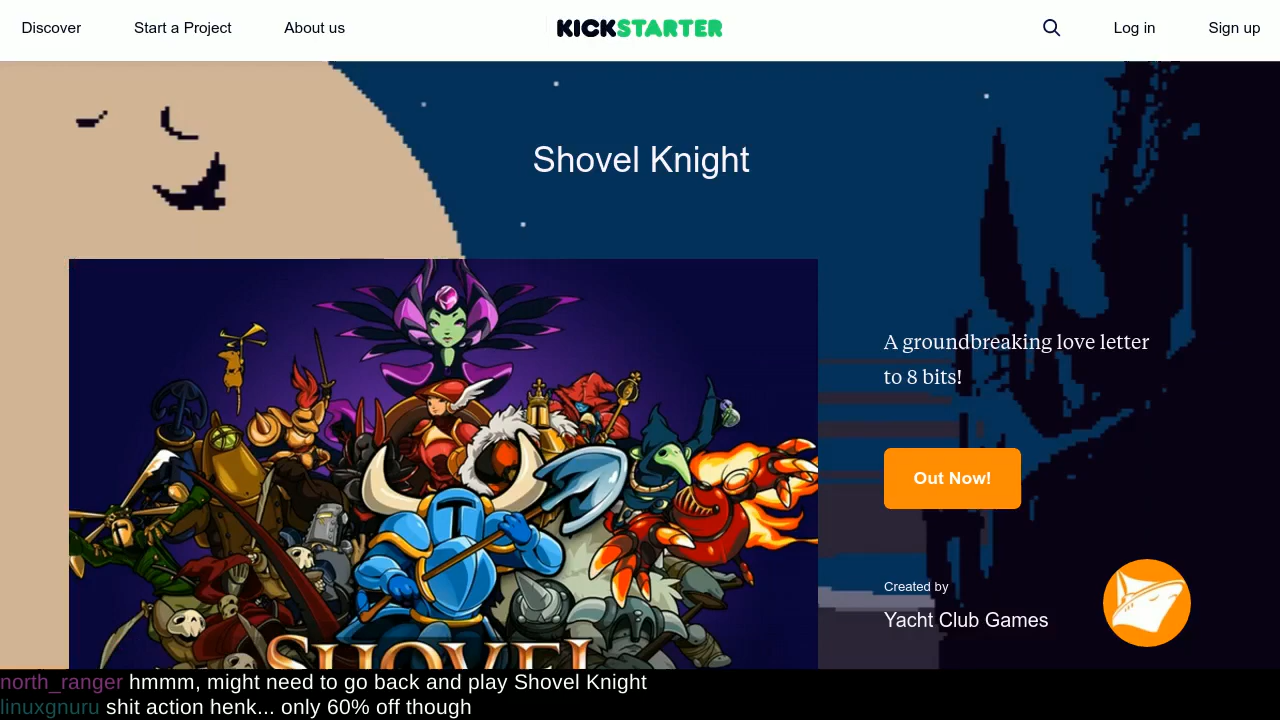 Discover Start a Project About us KICKSTARTER Log in Sign up
Shovel Knight
A groundbreaking love letter
to 8 bits!
Out Now!
Created by
Yacht Club Games
SHOVEL
north_ranger hmmm, might need to go back and play Shovel Knight
linuxgnuru shit action henk... only 60% off though